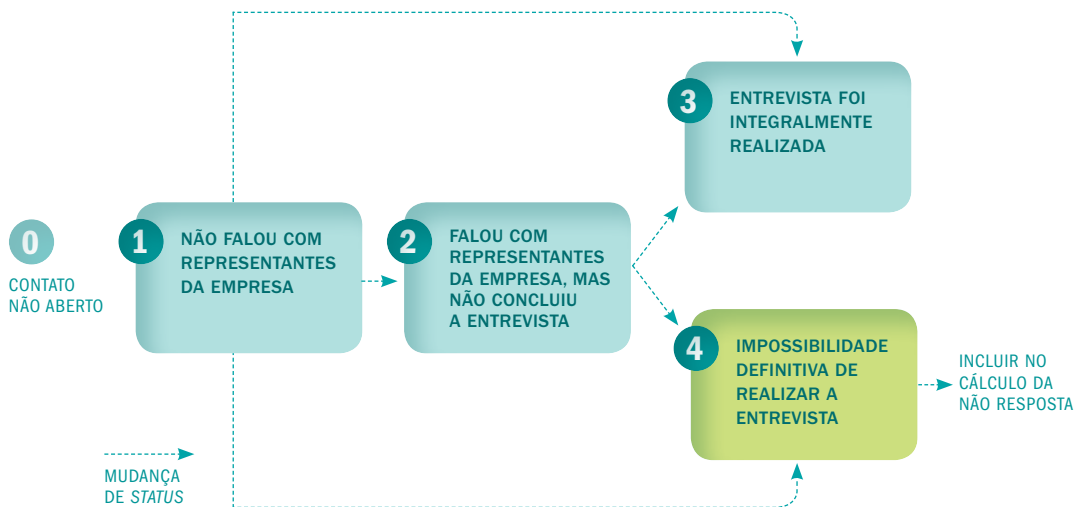 0
CONTATO
NÃO ABERTO
1
NÃO FALOU COM
REPRESENTANTES
DA EMPRESA
2
FALOU COM
REPRESENTANTES
DA EMPRESA, MAS
NÃO CONCLUIU
A ENTREVISTA
3
ENTREVISTA FOI
INTEGRALMENTE
REALIZADA
4
IMPOSSIBILIDADE
DEFINITIVA DE
REALIZAR A
ENTREVISTA
INCLUIR NO
CÁLCULO DA
NÃO RESPOSTA
MUDANÇA
DE STATUS